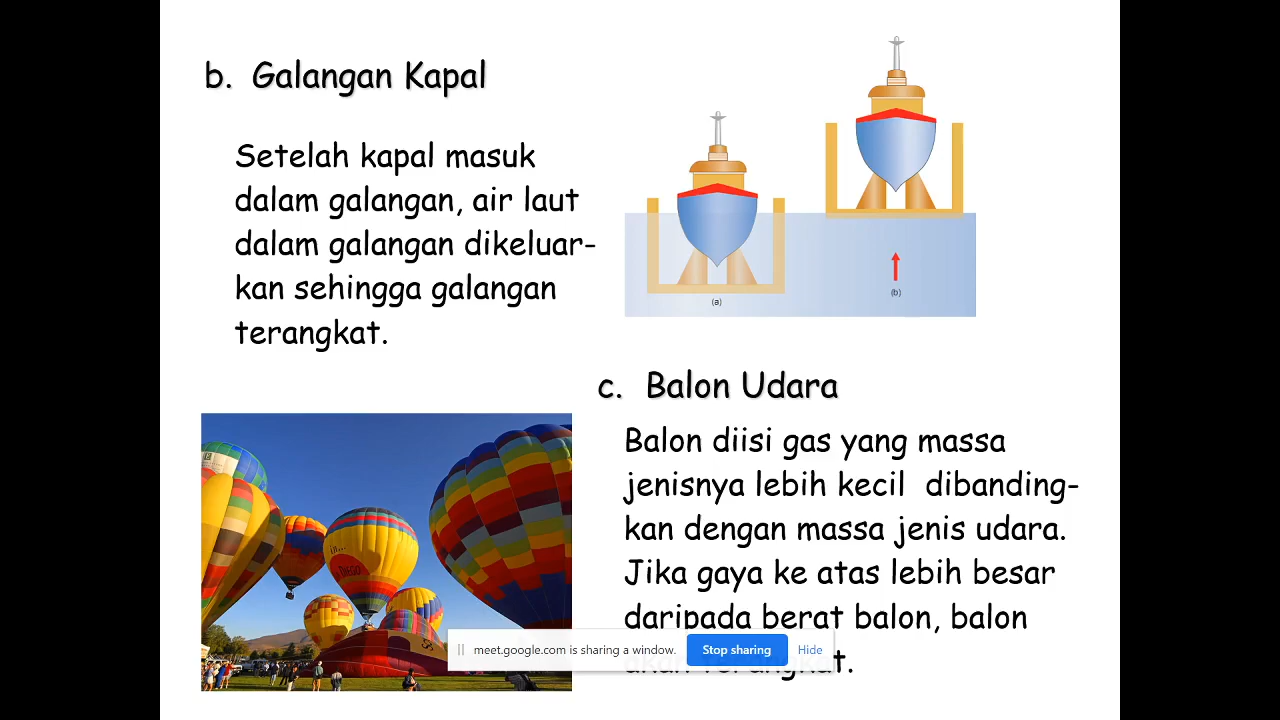 b. Galangan Kapal
Setelah kapal masuk
dalam galangan, air laut
dalam galangan dikeluar-
kan sehingga galangan
terangkat.
(a)
(b)
c. Balon Udara
Balon diisi gas yang massa
jenisnya lebih kecil dibanding-
kan dengan massa jenis udara.
Jika gaya ke atas lebih besar
daripada berat balon, balon
akan terangkat.
meet.google.com is sharing a window.
Stop sharing
Hide